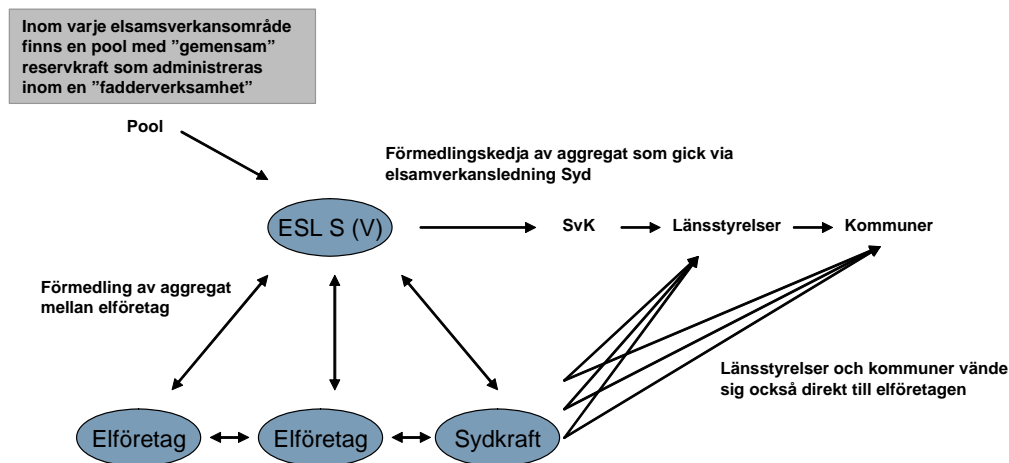 Inom varje elsamsverkansområde
finns en pool med ”gemensam”
reservkraft som administreras
inom en ”fadderverksamhet”
Pool
Förmedlingskedja av aggregat som gick via
elsamverkansledning Syd
ESL S (V)
SvK
Länsstyrelser
Kommuner
Förmedling av aggregat
mellan elföretag
Länsstyrelser och kommuner vände
sig också direkt till elföretagen
Elföretag
Elföretag
Sydkraft